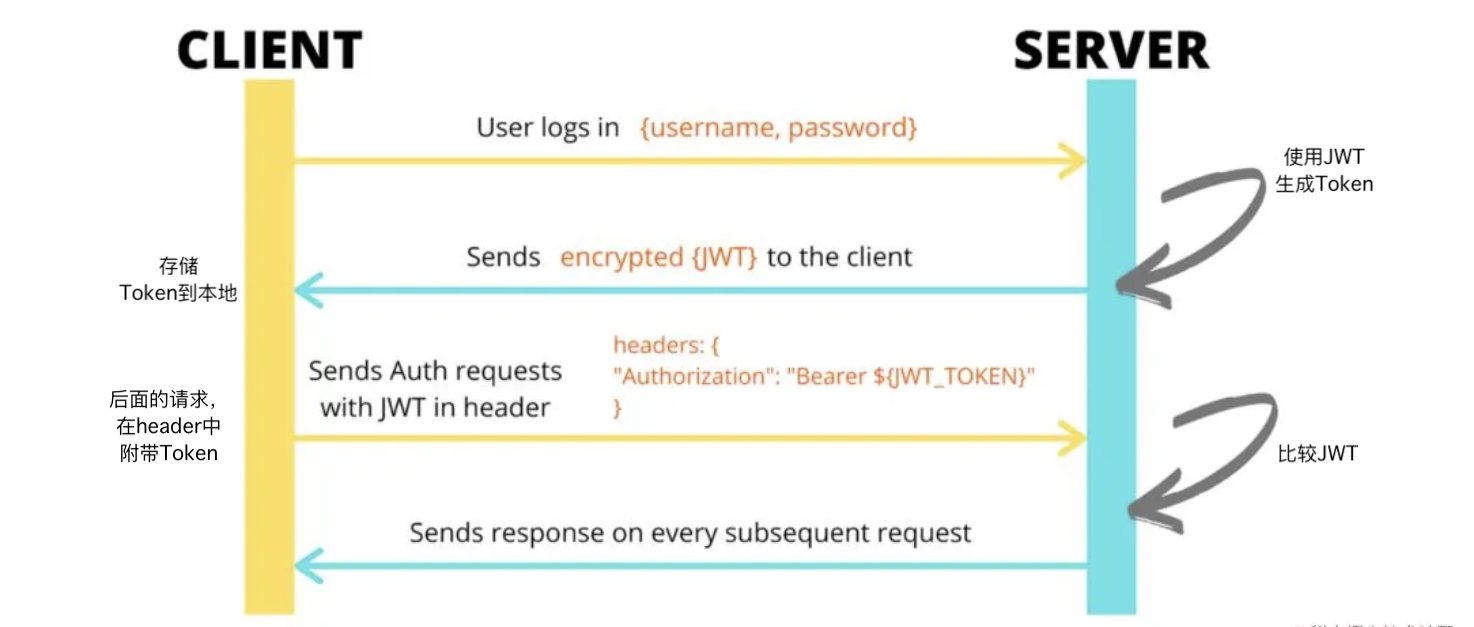 CLIENT
SERVER
User logs in {username, password}
使用JWT
生成Token
Sends encrypted {JWT} to the client
存储
Token到本地
headers: {
"Authorization": "Bearer ${JWT_TOKEN}"
}
Sends Auth requests
with JWT in header
后面的请求,
在header中
附带Token
比较JWT
Sends response on every subsequent request